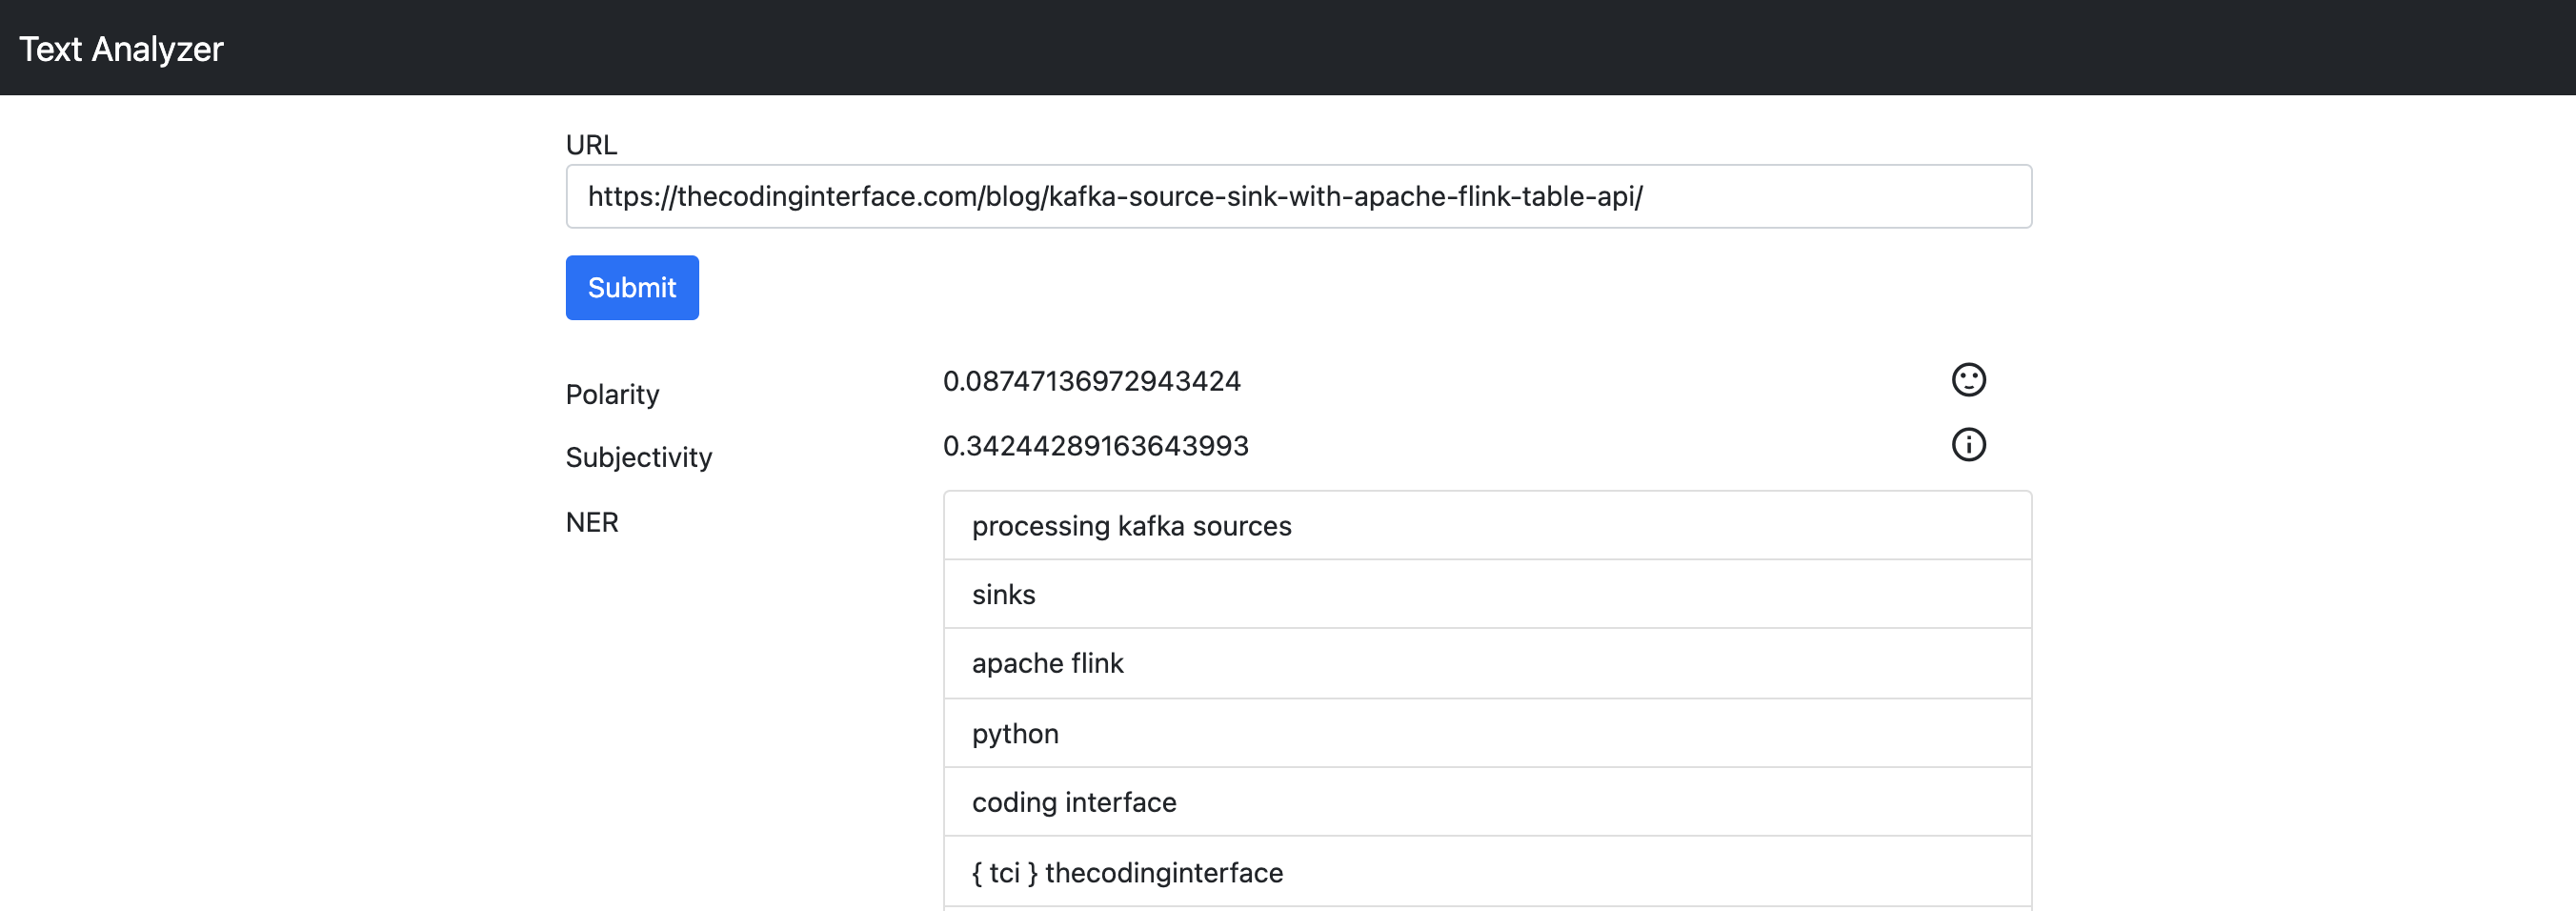 Text Analyzer
URL
https://thecodinginterface.com/blog/kafka-source-sink-with-apache-flink-table-api/
Submit
Polarity 0.08747136972943424
Subjectivity 0.34244289163643993
NER
processing kafka sources
sinks
apache flink
python
coding interface
{ tci } thecodinginterface